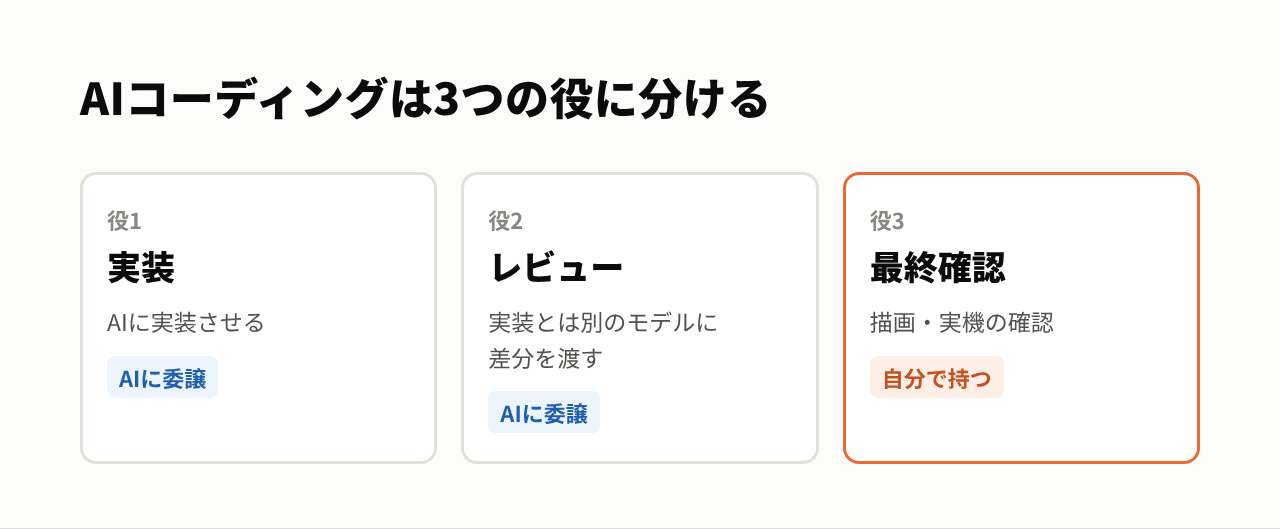 AIコーディングは3つの役に分ける
役1
実装
AIに実装させる
AIに委譲
役2
レビュー
実装とは別のモデルに
差分を渡す
AIに委譲
役3
最終確認
描画・実機の確認
自分で持つ